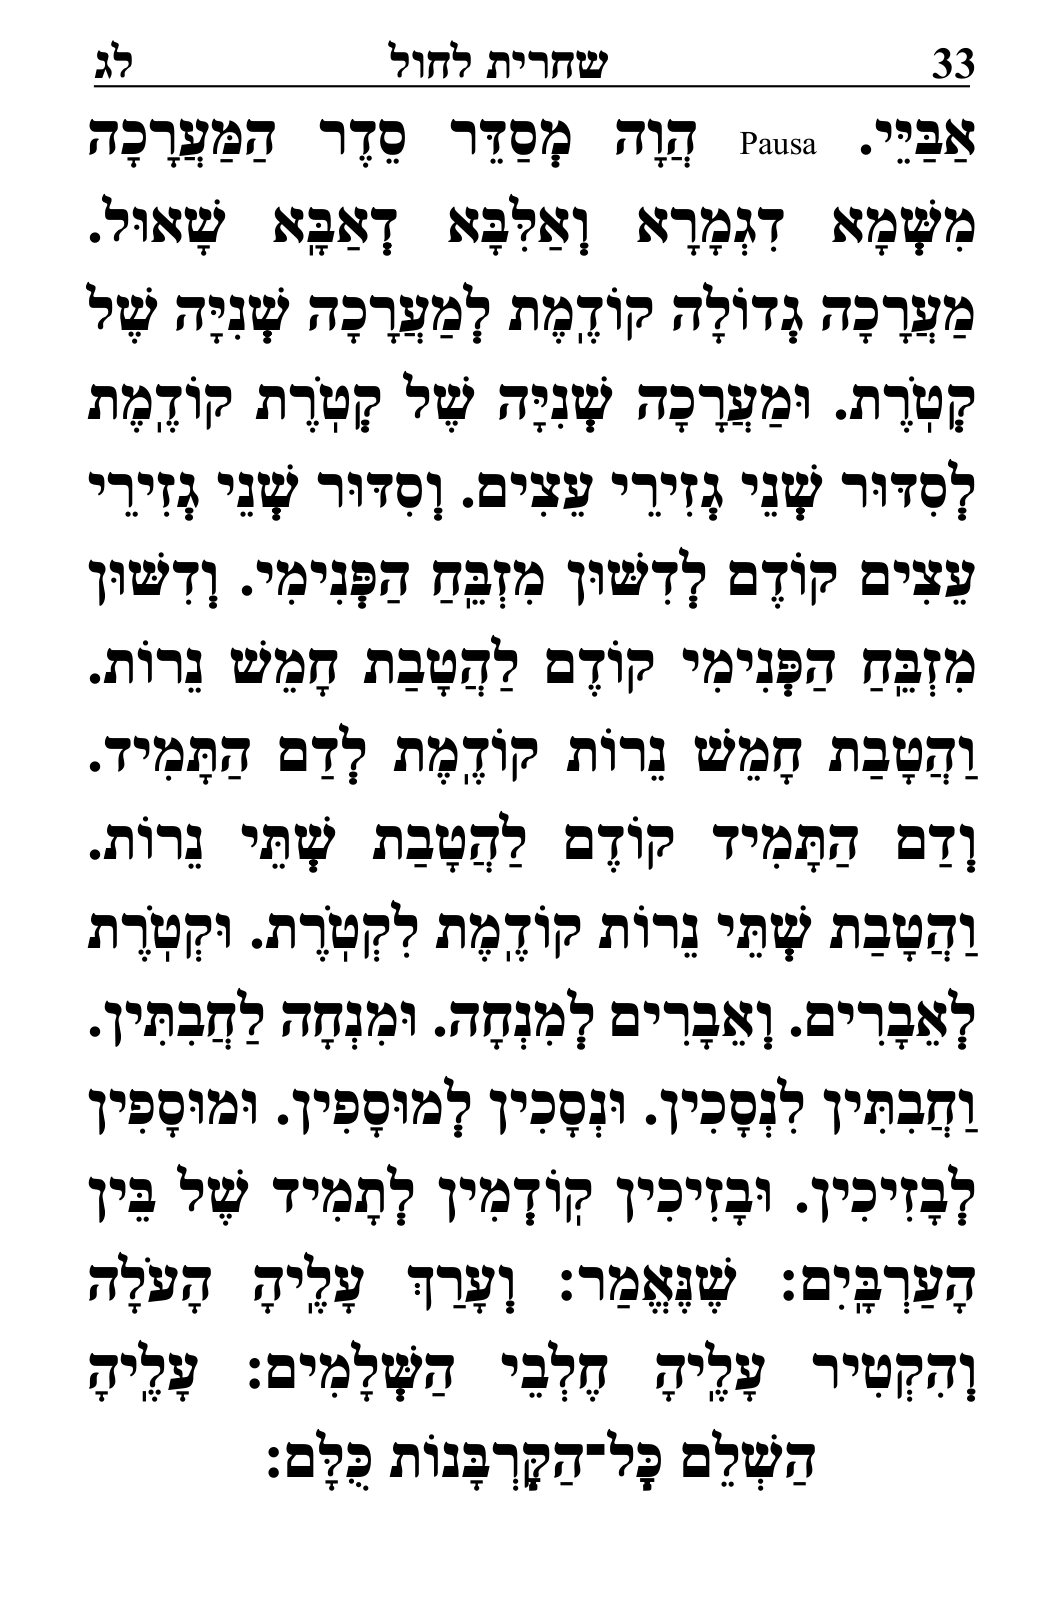 33 שחרית לחול לג
אַבַּיֵּי. Pausa הֲוָה מְסַדֵּר סֵדֶר הַמַּעֲרָכָה
מִשְּׁמָא דִגְמָרָא וְאַלִּבָּא דְאַבָּֽא שָׁאוּל.
מַעֲרָכָה גְדוֹלָה קוֹדֶֽמֶת לְמַעֲרָכָה שְׁנִיָּה שֶׁל
קְטֹֽרֶת. וּמַעֲרָכָה שְׁנִיָּה שֶׁל קְטֹֽרֶת קוֹדֶֽמֶת
לְסִדּוּר שְׁנֵי גְזִירֵי עֵצִים. וְסִדּוּר שְׁנֵי גְזִירֵי
עֵצִים קוֹדֶם לְדִשּׁוּן מִזְבֵּֽחַ הַפְּנִימִי. וְדִשּׁוּן
מִזְבֵּֽחַ הַפְּנִימִי קוֹדֶם לַהֲטָבַת חָמֵשׁ נֵרוֹת.
וַהֲטָבַת חָמֵשׁ נֵרוֹת קוֹדֶֽמֶת לְדַם הַתָּמִיד.
וְדַם הַתָּמִיד קוֹדֶם לַהֲטָבַת שְׁתֵּי נֵרוֹת.
וַהֲטָבַת שְׁתֵּי נֵרוֹת קוֹדֶֽמֶת לִקְטֹֽרֶת. וּקְטֹֽרֶת
לְאֵבָרִים. וְאֵבָרִים לְמִנְחָה. וּמִנְחָה לַחֲבִתִּין.
וַחֲבִתִּין לִנְסָכִין. וּנְסָכִין לְמוּסָפִין. וּמוּסָפִין
לְבָזִיכִין. וּבָזִיכִין קֽוֹדְמִין לְתָמִיד שֶׁל בֵּין
הָעַרְבָּֽיִם: שֶׁנֶּאֱמַר: וְעָרַךְ עָלֶֽיהָ הָעֹלָה
וְהִקְטִיר עָלֶֽיהָ חֶלְבֵי הַשְּׁלָמִים: עָלֶֽיהָ
הַשְׁלֵם כׇּל־הַקׇּרְבָּנוֹת כֻּלָּם: